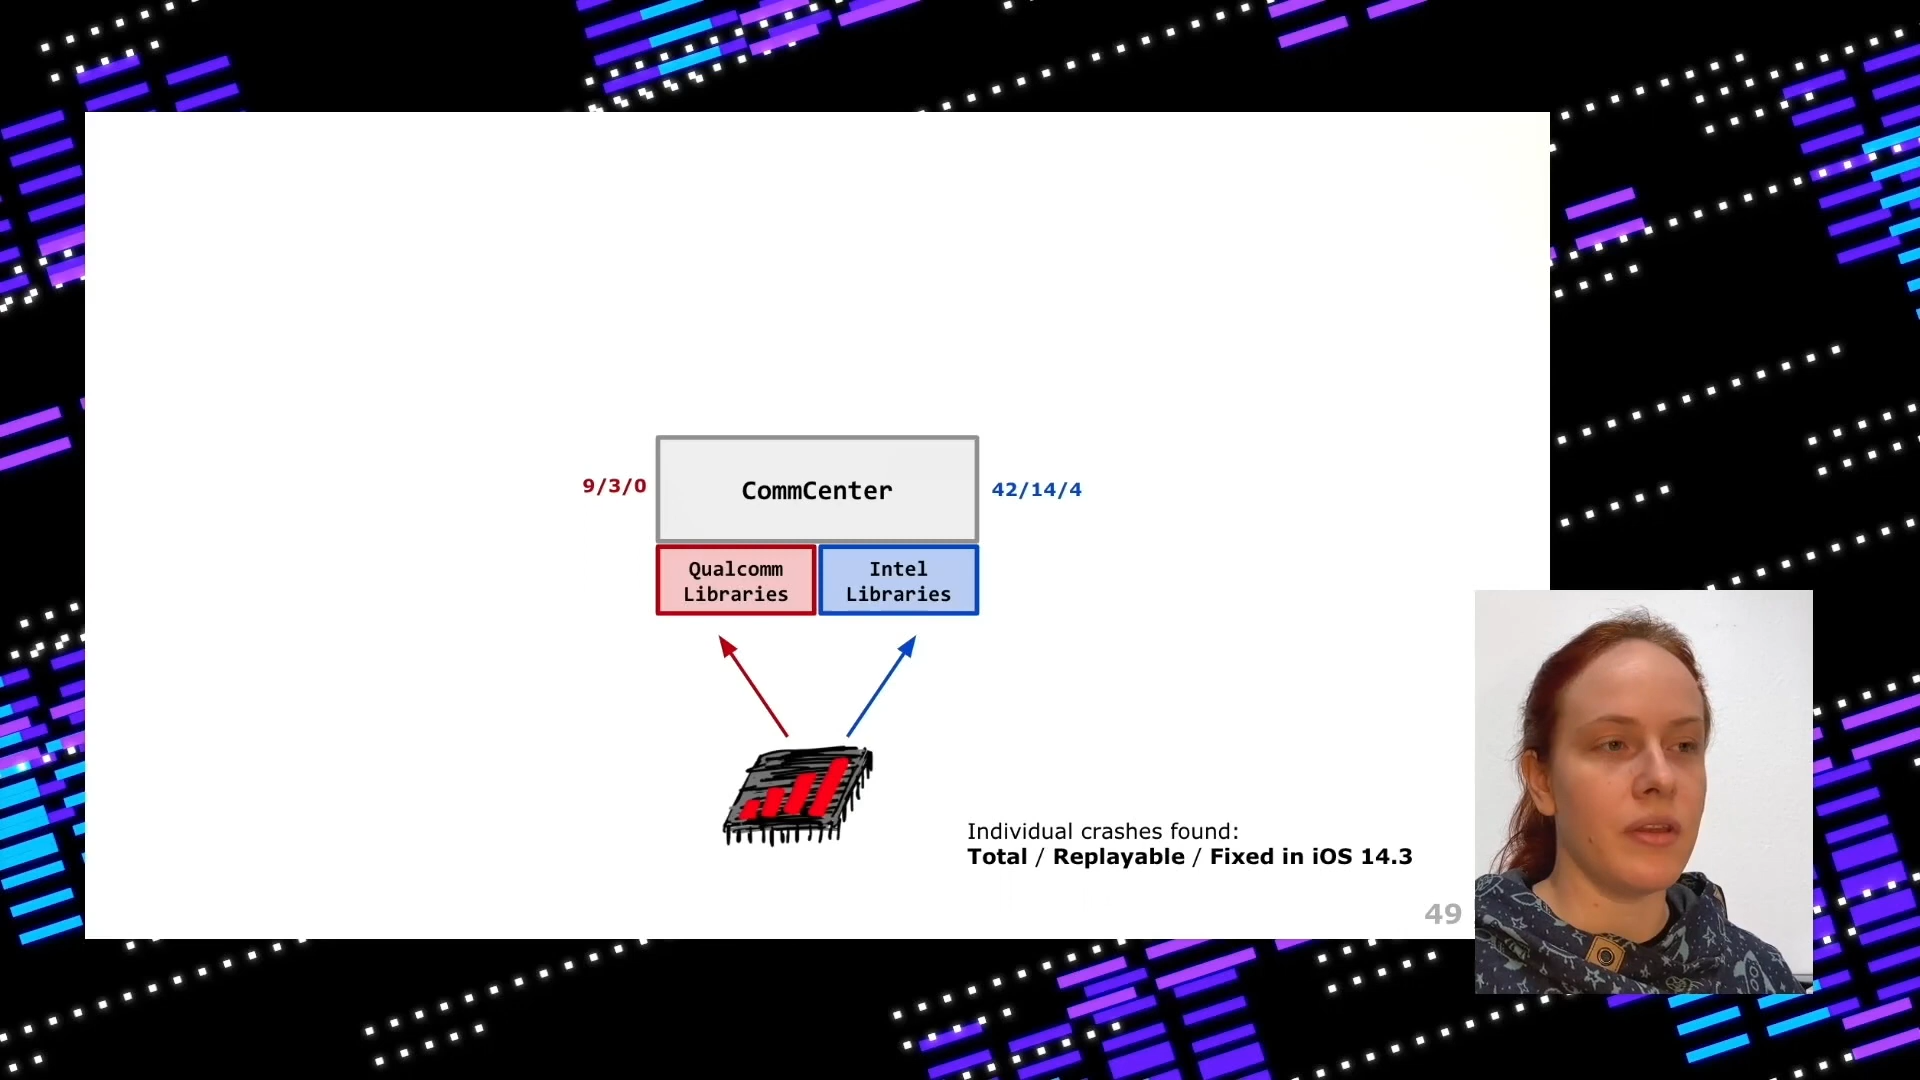 9/3/0
CommCenter
42/14/4
Qualcomm
Libraries
Intel
Libraries
Individual crashes found:
Total / Replayable / Fixed in iOS 14.3
49